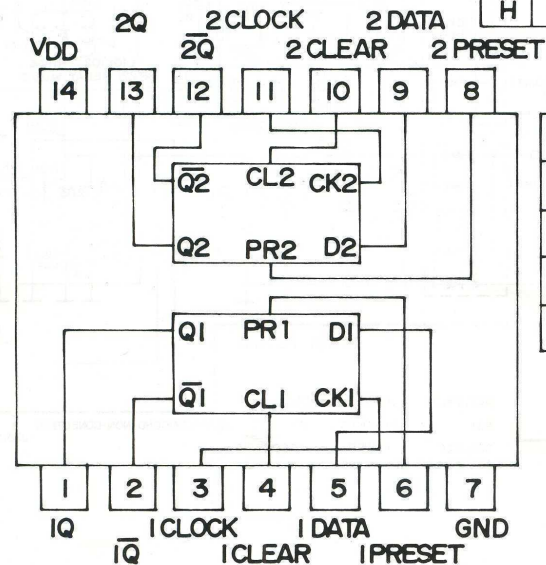 H
2Q 2 CLOCK 2 DATA
VDD 2Q̅ 2 CLEAR 2 PRESET
14 13 12 11 10 9 8
Q̅2 CL2 CK2
Q2 PR2 D2
Q1 PR1 D1
Q̅1 CL1 CK1
1 2 3 4 5 6 7
1Q 1 CLOCK 1 DATA GND
1Q̅ 1 CLEAR 1 PRESET